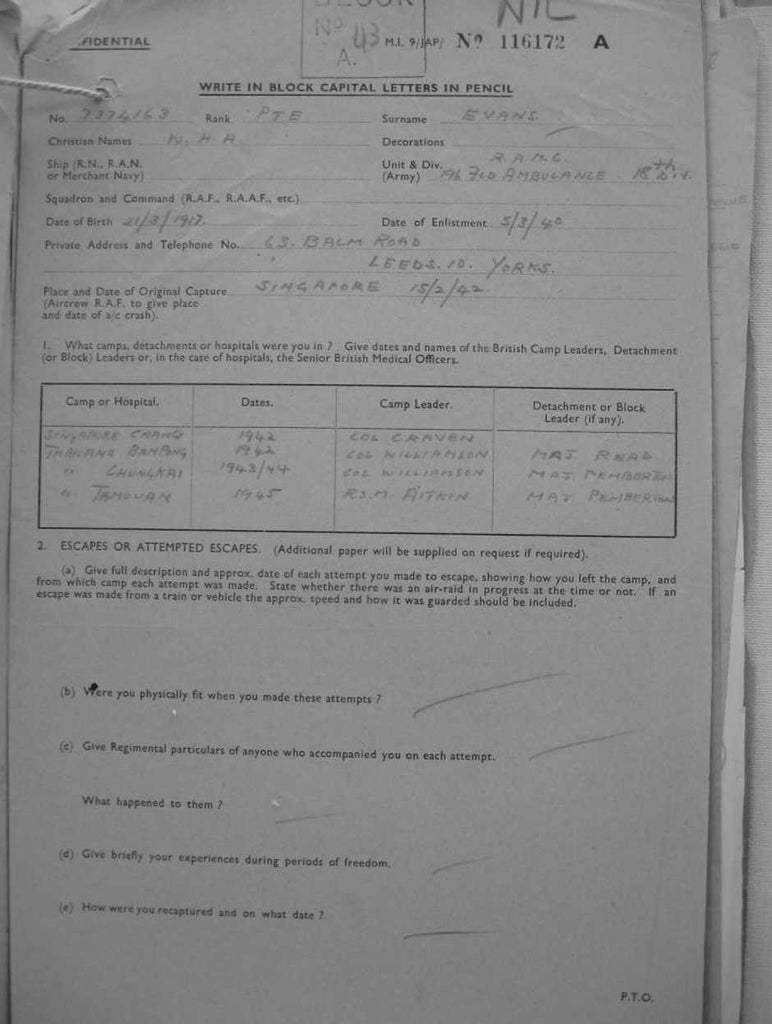 NIL
Nº 43 M.I. 9/JAP/ Nº 116172 A
A.
FIDENTIAL
WRITE IN BLOCK CAPITAL LETTERS IN PENCIL
No. 7374163 Rank PTE Surname EVANS
Christian Names W. H. H Decorations
Ship (R.N., R.A.N. or Merchant Navy) Unit & Div. (Army) R.A.M.C. 196 FLD AMBULANCE 18th DIV.
Squadron and Command (R.A.F., R.A.A.F., etc.)
Date of Birth 21/3/1917. Date of Enlistment 5/3/40
Private Address and Telephone No. 63. BALM ROAD
LEEDS. 10. YORKS.
Place and Date of Original Capture SINGAPORE 15/2/42
(Aircrew R.A.F. to give place
and date of a/c crash).
1. What camps, detachments or hospitals were you in ? Give dates and names of the British Camp Leaders, Detachment
(or Block) Leaders or, in the case of hospitals, the Senior British Medical Officers.
Camp or Hospital. Dates. Camp Leader. Detachment or Block Leader (if any).
SINGAPORE CHANGI 1942 COL CRAVEN
THAILAND BAMPANG 1942 COL WILLIAMSON MAJ READ
" CHUNGKAI 1943/44 COL WILLIAMSON MAJ. PEMBERTON
" TAMOUAN 1945 R.S.M AITKIN MAJ PEMBERTON
2. ESCAPES OR ATTEMPTED ESCAPES. (Additional paper will be supplied on request if required).
(a) Give full description and approx. date of each attempt you made to escape, showing how you left the camp, and
from which camp each attempt was made. State whether there was an air-raid in progress at the time or not. If an
escape was made from a train or vehicle the approx. speed and how it was guarded should be included.
(b) Were you physically fit when you made these attempts ?
(c) Give Regimental particulars of anyone who accompanied you on each attempt.
What happened to them ?
(d) Give briefly your experiences during periods of freedom.
(e) How were you recaptured and on what date ?
P.T.O.